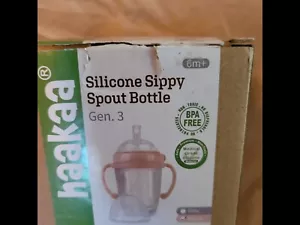 haakaa®
Silicone Sippy
Spout Bottle
Gen. 3
6m+
BPA
FREE